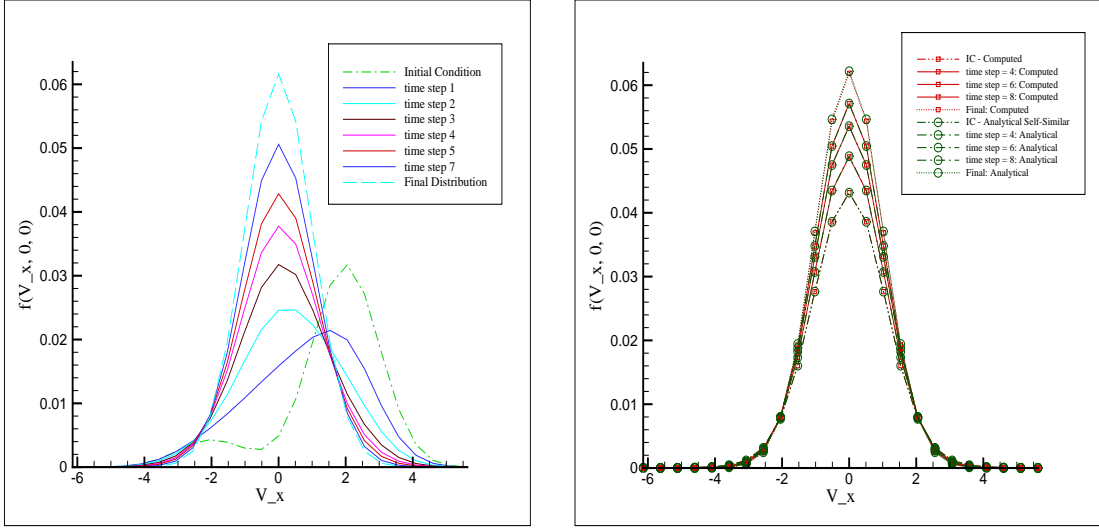 f(V_x, 0, 0)
0.06
0.05
0.04
0.03
0.02
0.01
0
-6
-4
-2
0
2
4
V_x
Initial Condition
time step 1
time step 2
time step 3
time step 4
time step 5
time step 7
Final Distribution
f(V_x, 0, 0)
0.06
0.05
0.04
0.03
0.02
0.01
0
-6
-4
-2
0
2
4
V_x
IC - Computed
time step = 4: Computed
time step = 6: Computed
time step = 8: Computed
Final: Computed
IC - Analytical Self-Similar
time step = 4: Analytical
time step = 6: Analytical
time step = 8: Analytical
Final: Analytical